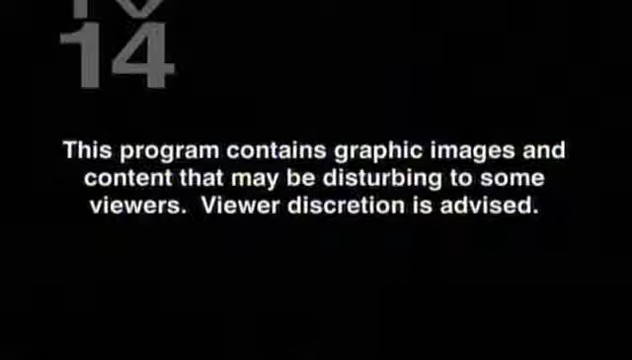 TV
14
This program contains graphic images and
content that may be disturbing to some
viewers.  Viewer discretion is advised.